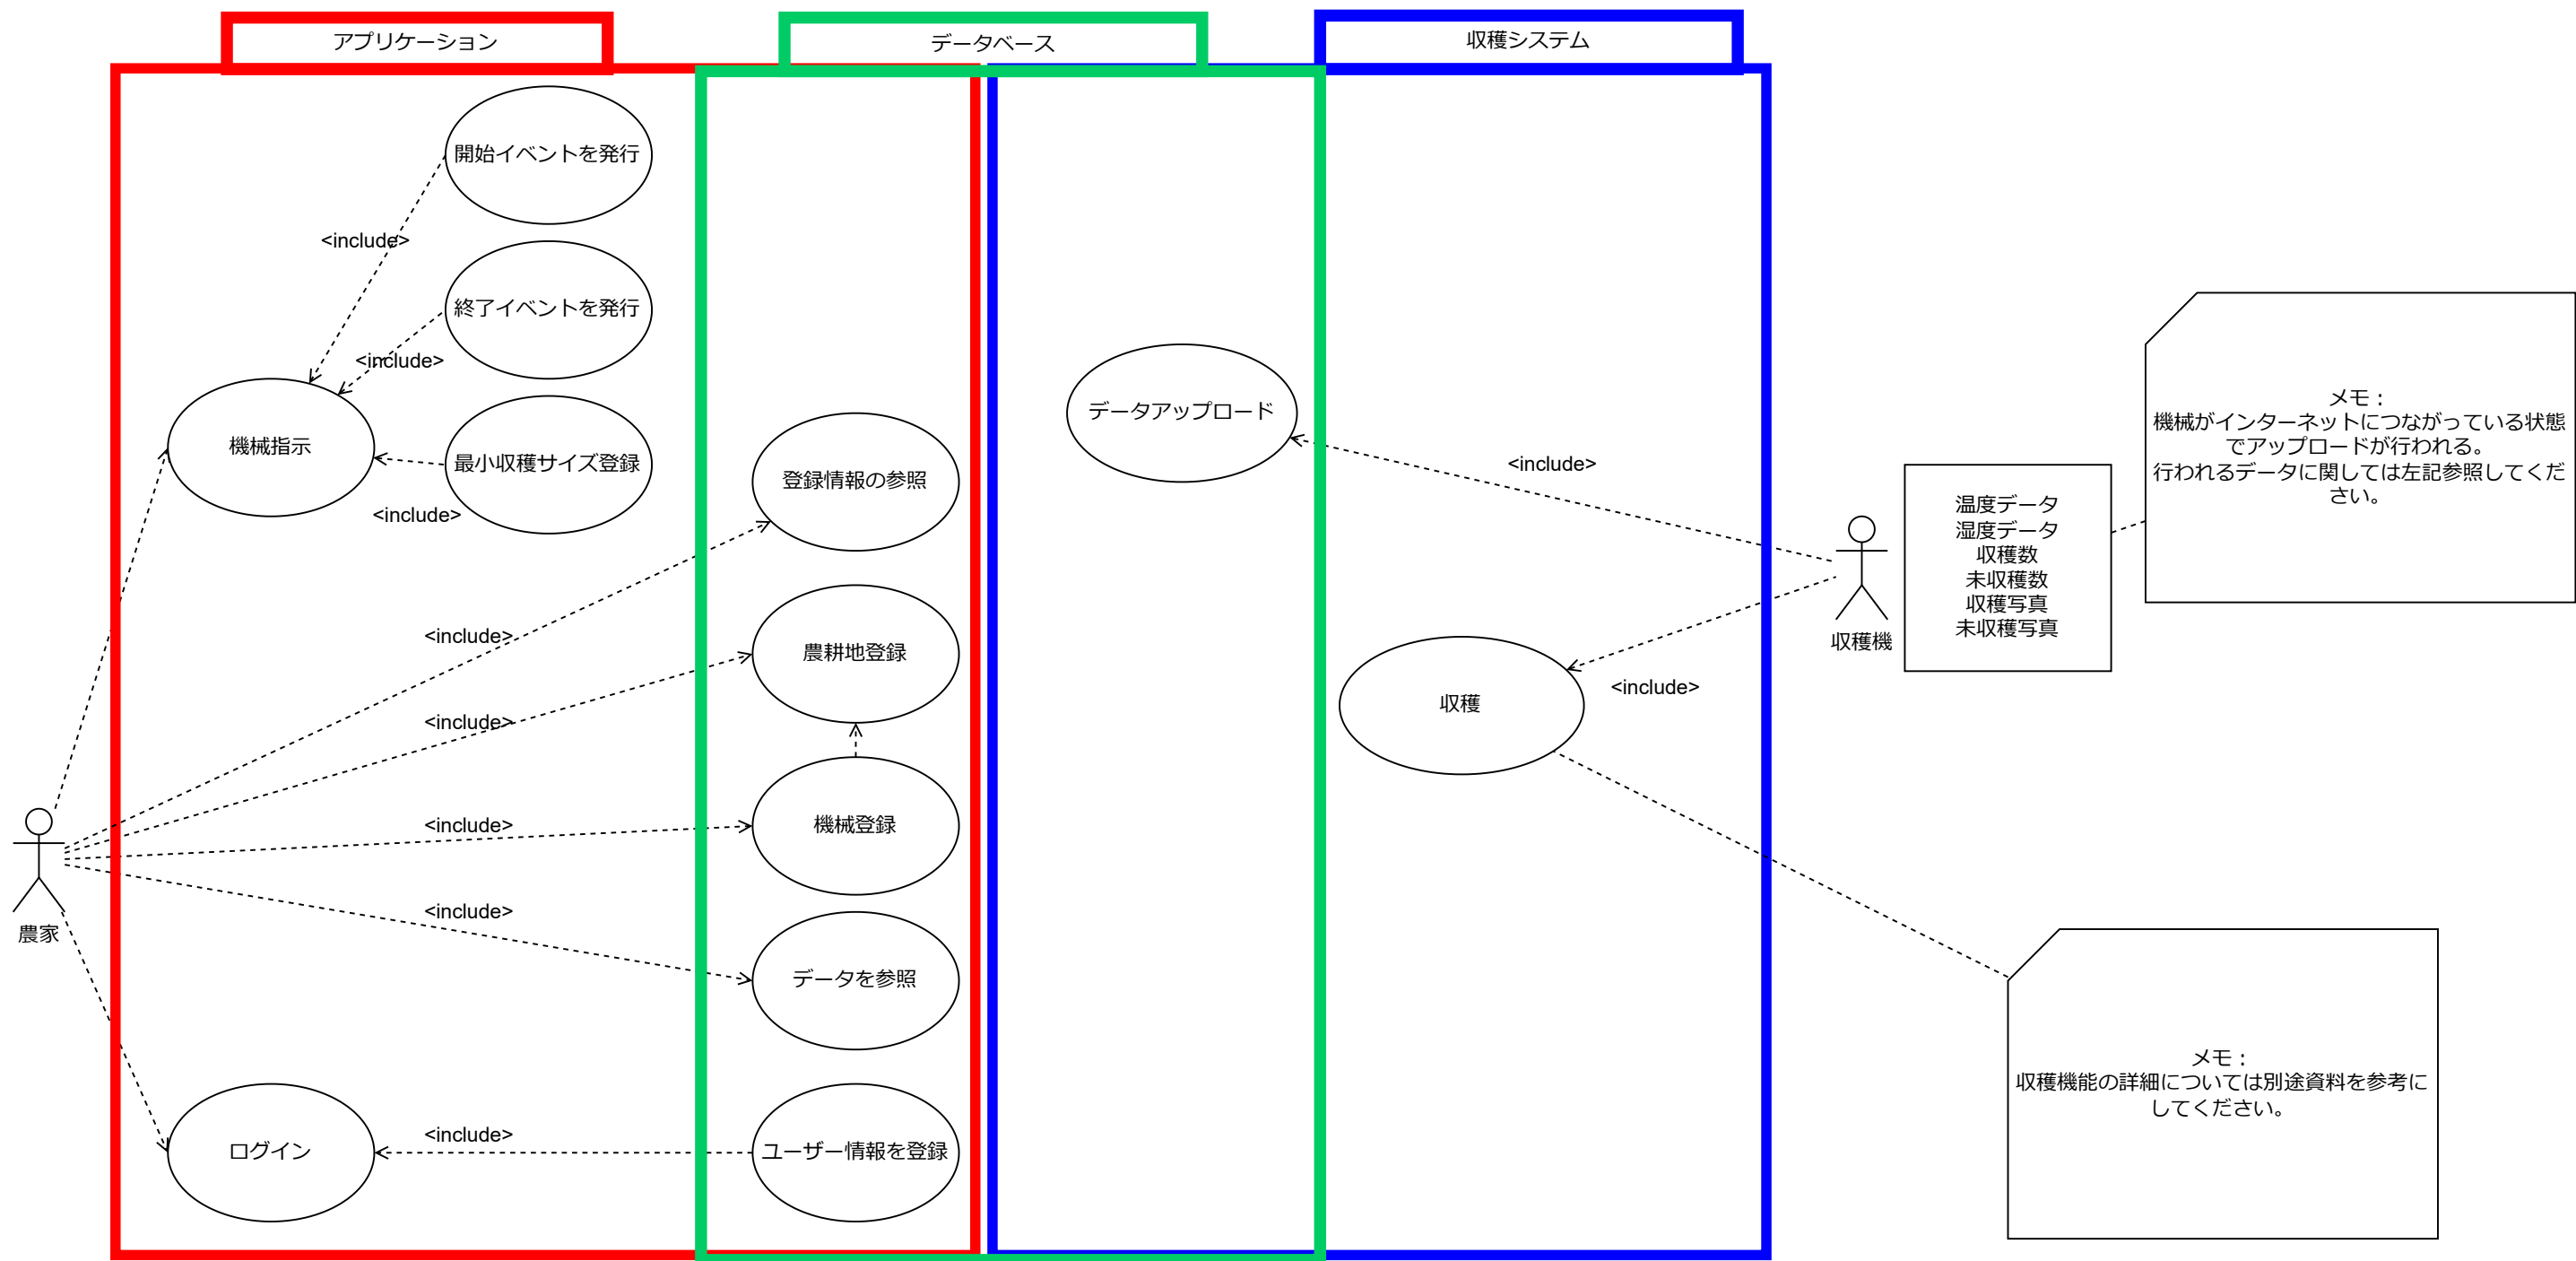 アプリケーション
データベース
収穫システム
開始イベントを発行
<include>
終了イベントを発行
<include>
機械指示
最小収穫サイズ登録
<include>
登録情報の参照
<include>
農耕地登録
<include>
機械登録
<include>
データを参照
<include>
農家
ログイン
<include>
ユーザー情報を登録
データアップロード
<include>
収穫
<include>
収穫機
温度データ
湿度データ
収穫数
未収穫数
収穫写真
未収穫写真
メモ：
機械がインターネットにつながっている状態
でアップロードが行われる。
行われるデータに関しては左記参照してくだ
さい。
メモ：
収穫機能の詳細については別途資料を参考に
してください。